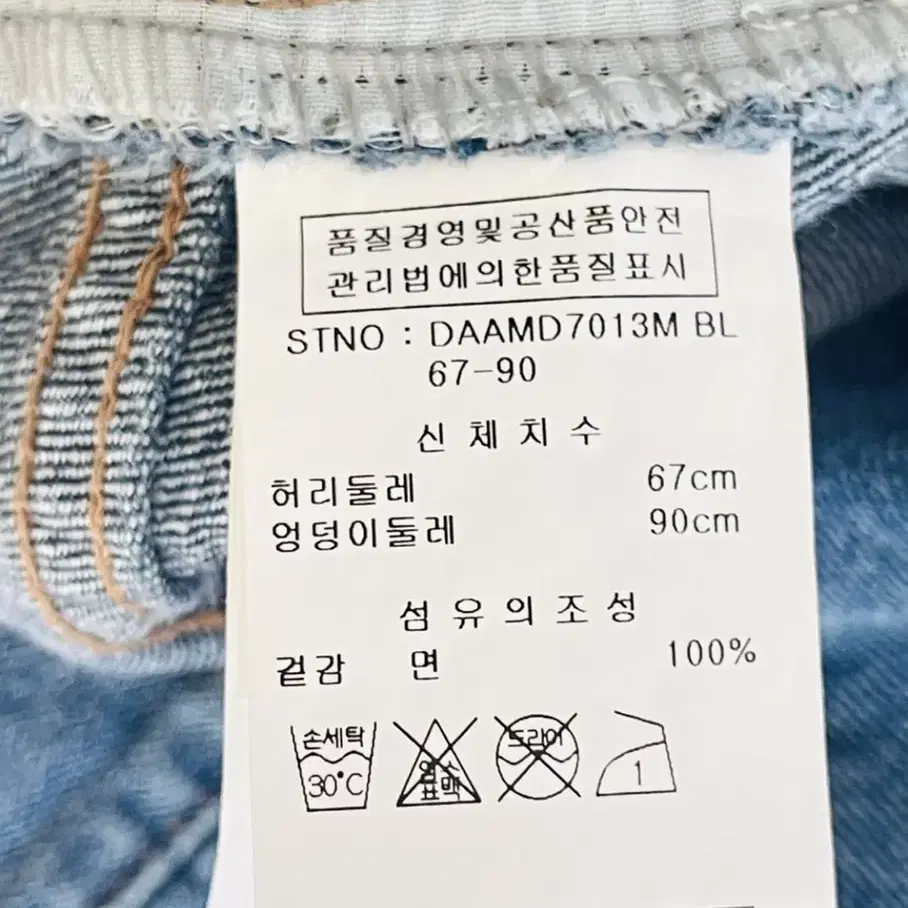 품질경영및공산품안전
관리법에의한품질표시
STNO : DAAMD7013M BL
67-90
신 체 치 수
허리둘레 67cm
엉덩이둘레 90cm
섬 유 의 조 성
겉감 면 100%
손세탁 염소 드라이
30°C 표백 1